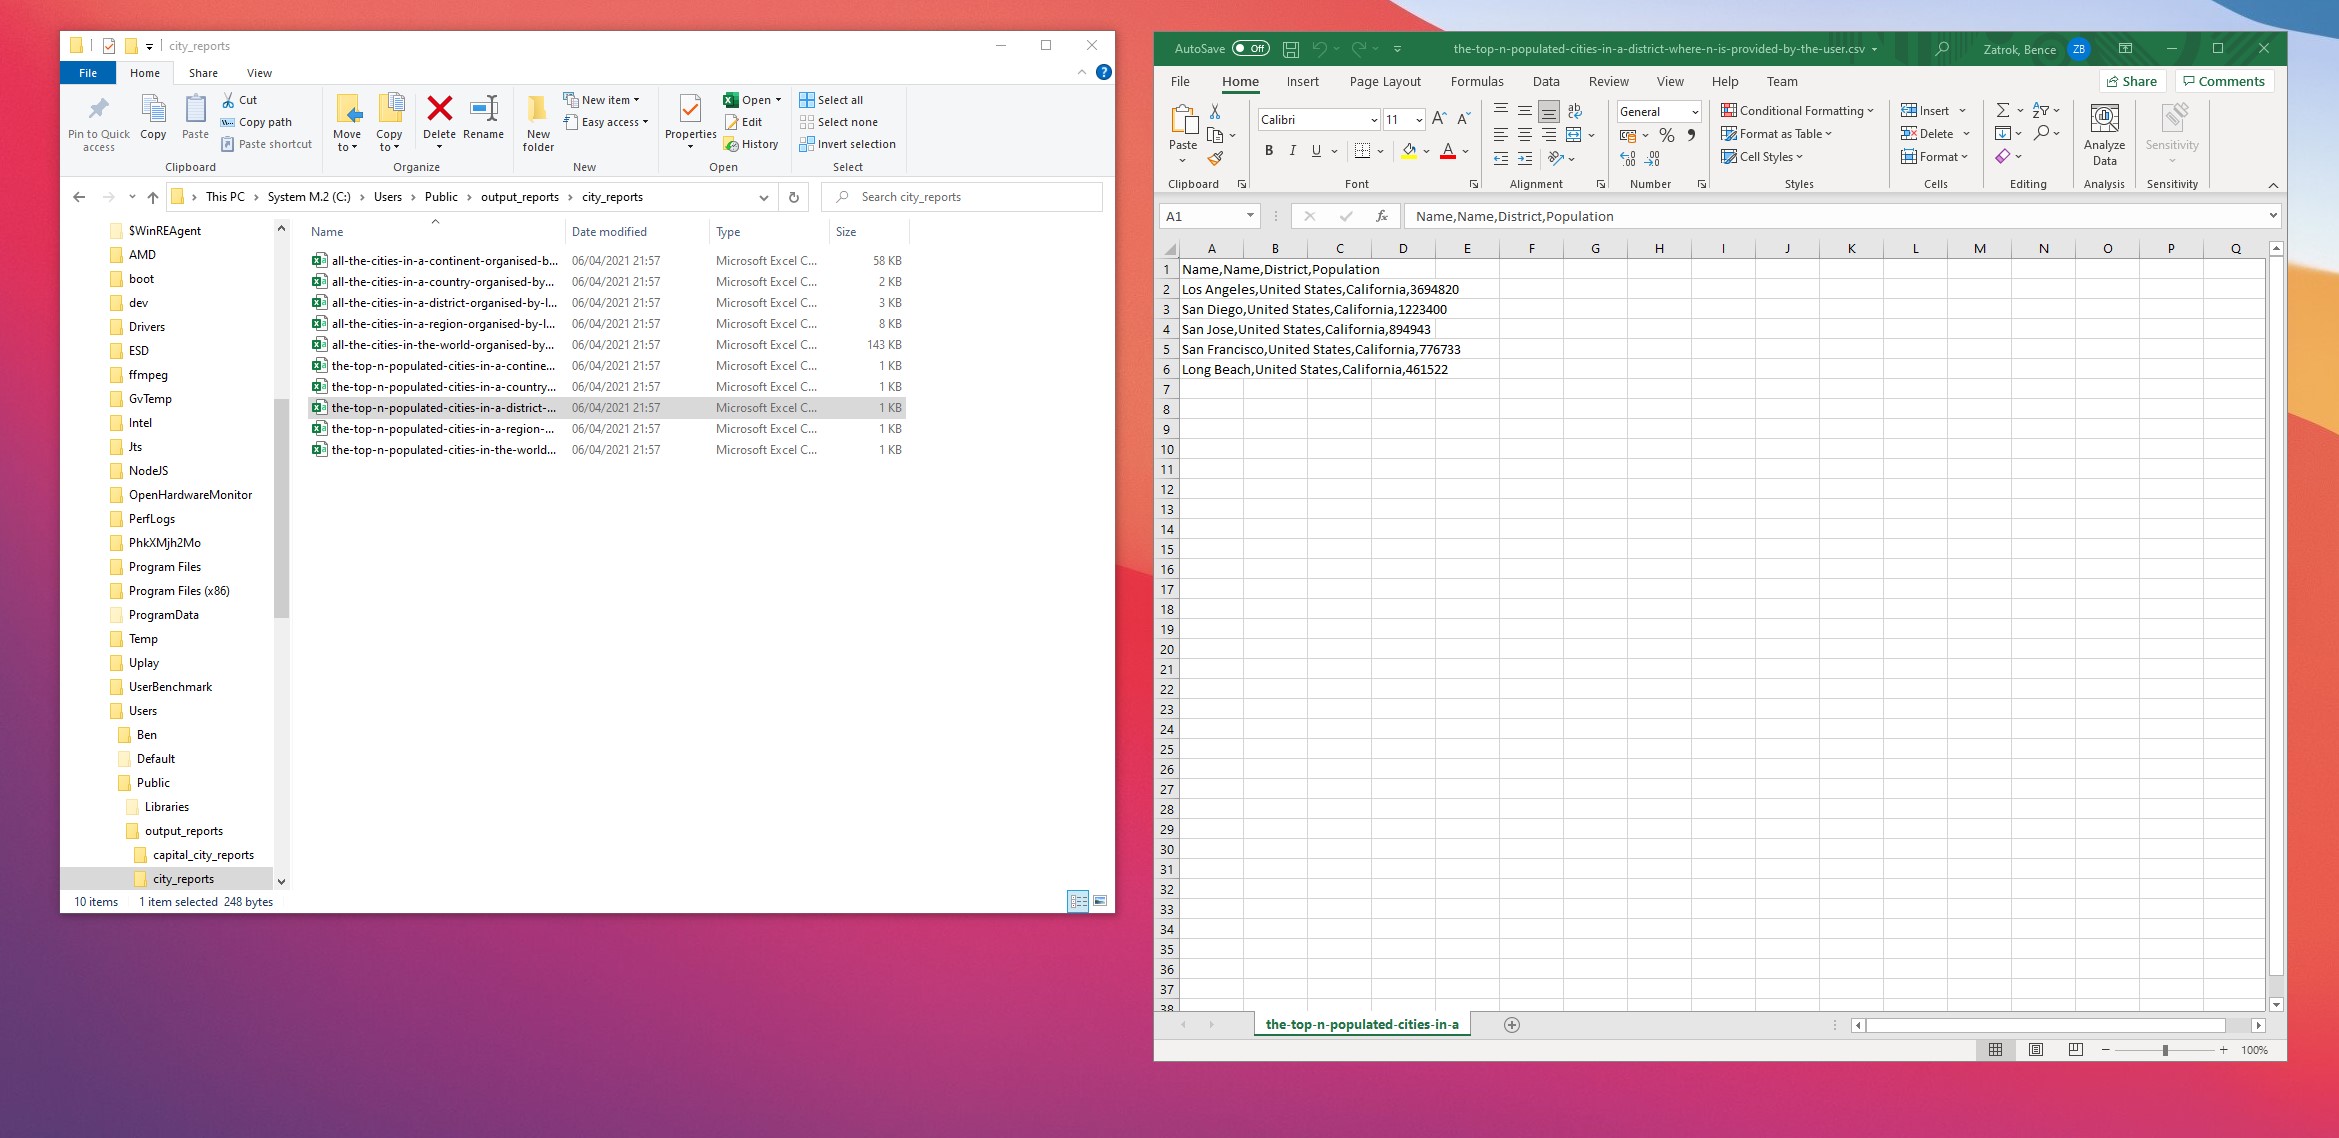 city_reports
File Home Share View
Pin to Quick access
Copy
Paste
Cut
Copy path
Paste shortcut
Clipboard
Move to
Copy to
Delete
Rename
Organize
New folder
New item
Easy access
New
Properties
Open
Edit
History
Open
Select all
Select none
Invert selection
Select
This PC > System M.2 (C:) > Users > Public > output_reports > city_reports
Search city_reports
$WinREAgent
AMD
boot
dev
Drivers
ESD
ffmpeg
GvTemp
Intel
Jts
NodeJS
OpenHardwareMonitor
PerfLogs
PhkXMjh2Mo
Program Files
Program Files (x86)
ProgramData
Temp
Uplay
UserBenchmark
Users
Ben
Default
Public
Libraries
output_reports
capital_city_reports
city_reports
Name Date modified Type Size
all-the-cities-in-a-continent-organised-b... 06/04/2021 21:57 Microsoft Excel C... 58 KB
all-the-cities-in-a-country-organised-by... 06/04/2021 21:57 Microsoft Excel C... 2 KB
all-the-cities-in-a-district-organised-by-l... 06/04/2021 21:57 Microsoft Excel C... 3 KB
all-the-cities-in-a-region-organised-by-l... 06/04/2021 21:57 Microsoft Excel C... 8 KB
all-the-cities-in-the-world-organised-by... 06/04/2021 21:57 Microsoft Excel C... 143 KB
the-top-n-populated-cities-in-a-contine... 06/04/2021 21:57 Microsoft Excel C... 1 KB
the-top-n-populated-cities-in-a-country... 06/04/2021 21:57 Microsoft Excel C... 1 KB
the-top-n-populated-cities-in-a-district-... 06/04/2021 21:57 Microsoft Excel C... 1 KB
the-top-n-populated-cities-in-a-region-... 06/04/2021 21:57 Microsoft Excel C... 1 KB
the-top-n-populated-cities-in-the-world... 06/04/2021 21:57 Microsoft Excel C... 1 KB
10 items 1 item selected 248 bytes
AutoSave Off the-top-n-populated-cities-in-a-district-where-n-is-provided-by-the-user.csv Zatrok, Bence ZB
File Home Insert Page Layout Formulas Data Review View Help Team Share Comments
Paste
Clipboard
Calibri 11
B I U
Font
ab
Alignment
General
%
Number
Conditional Formatting
Format as Table
Cell Styles
Styles
Insert
Delete
Format
Cells
Editing
Analyze Data
Analysis
Sensitivity
Sensitivity
A1 fx Name,Name,District,Population
A B C D E F G H I J K L M N O P Q
1 Name,Name,District,Population
2 Los Angeles,United States,California,3694820
3 San Diego,United States,California,1223400
4 San Jose,United States,California,894943
5 San Francisco,United States,California,776733
6 Long Beach,United States,California,461522
7
8
9
10
11
12
13
14
15
16
17
18
19
20
21
22
23
24
25
26
27
28
29
30
31
32
33
34
35
36
37
38
the-top-n-populated-cities-in-a
100%